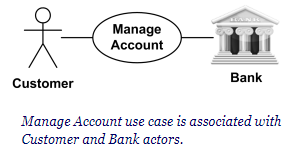 Manage
Account
Customer
Bank
Manage Account use case is associated with
Customer and Bank actors.